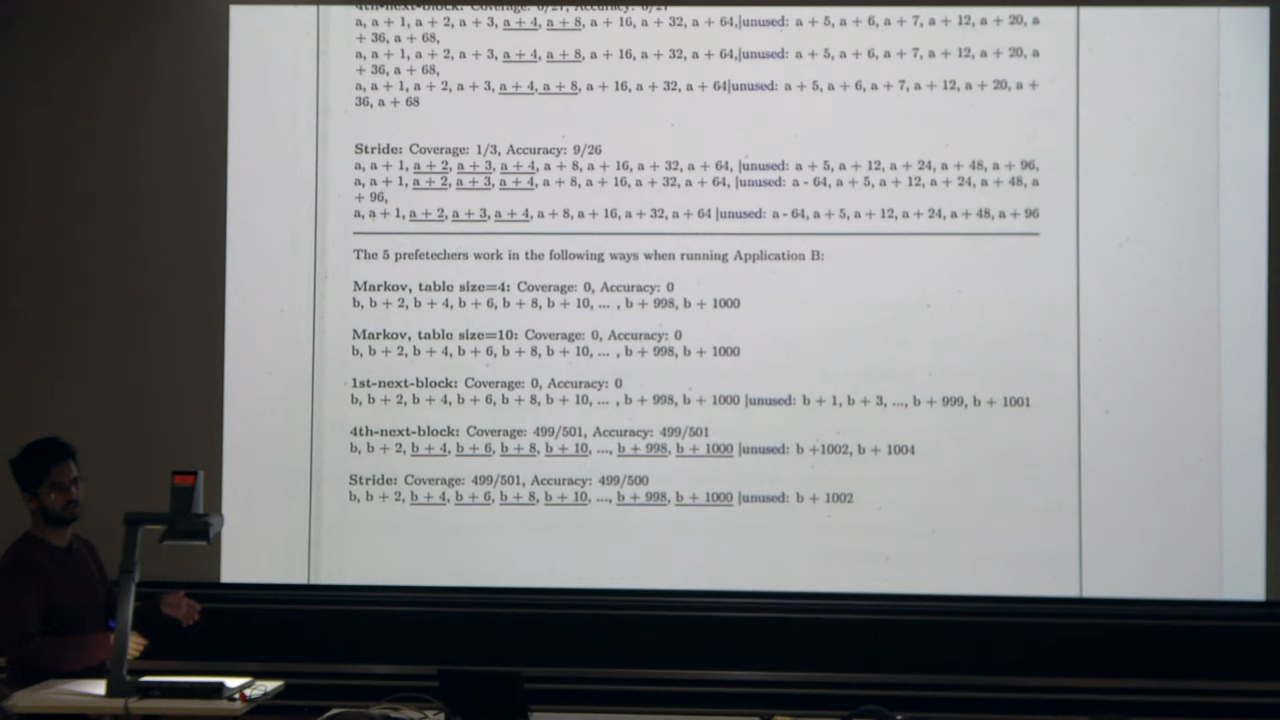 4th-next-block: Coverage: 6/27, Accuracy: 6/27
a, a + 1, a + 2, a + 3, a + 4, a + 8, a + 16, a + 32, a + 64,|unused: a + 5, a + 6, a + 7, a + 12, a + 20, a
+ 36, a + 68,
a, a + 1, a + 2, a + 3, a + 4, a + 8, a + 16, a + 32, a + 64,|unused: a + 5, a + 6, a + 7, a + 12, a + 20, a
+ 36, a + 68,
a, a + 1, a + 2, a + 3, a + 4, a + 8, a + 16, a + 32, a + 64|unused: a + 5, a + 6, a + 7, a + 12, a + 20, a +
36, a + 68
Stride: Coverage: 1/3, Accuracy: 9/26
a, a + 1, a + 2, a + 3, a + 4, a + 8, a + 16, a + 32, a + 64, |unused: a + 5, a + 12, a + 24, a + 48, a + 96,
a, a + 1, a + 2, a + 3, a + 4, a + 8, a + 16, a + 32, a + 64, |unused: a - 64, a + 5, a + 12, a + 24, a + 48, a
+ 96,
a, a + 1, a + 2, a + 3, a + 4, a + 8, a + 16, a + 32, a + 64 |unused: a - 64, a + 5, a + 12, a + 24, a + 48, a + 96
The 5 prefetechers work in the following ways when running Application B:
Markov, table size=4: Coverage: 0, Accuracy: 0
b, b + 2, b + 4, b + 6, b + 8, b + 10, ... , b + 998, b + 1000
Markov, table size=10: Coverage: 0, Accuracy: 0
b, b + 2, b + 4, b + 6, b + 8, b + 10, ... , b + 998, b + 1000
1st-next-block: Coverage: 0, Accuracy: 0
b, b + 2, b + 4, b + 6, b + 8, b + 10, ... , b + 998, b + 1000 |unused: b + 1, b + 3, ..., b + 999, b + 1001
4th-next-block: Coverage: 499/501, Accuracy: 499/501
b, b + 2, b + 4, b + 6, b + 8, b + 10, ..., b + 998, b + 1000 |unused: b +1002, b + 1004
Stride: Coverage: 499/501, Accuracy: 499/500
b, b + 2, b + 4, b + 6, b + 8, b + 10, ..., b + 998, b + 1000 |unused: b + 1002